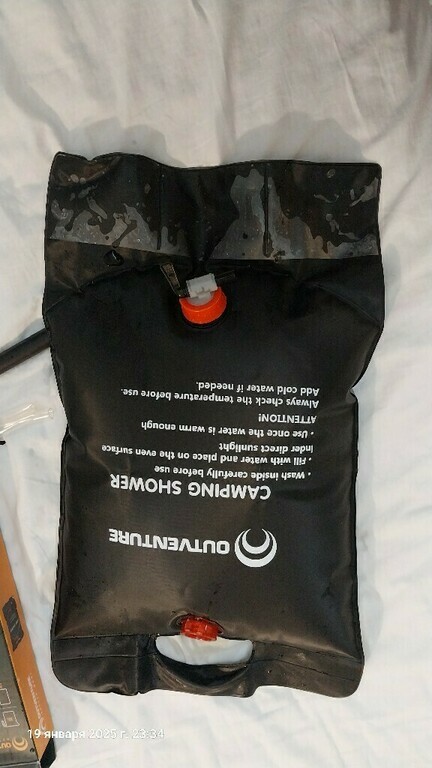 OUTVENTURE
CAMPING SHOWER
• Wash inside carefully before use
• Fill with water and place on the even surface
inder direct sunlight
• Use once the water is warm enough
ATTENTION!
Always check the temperature before use.
Add cold water if needed.
19 января 2025 г. 23:34